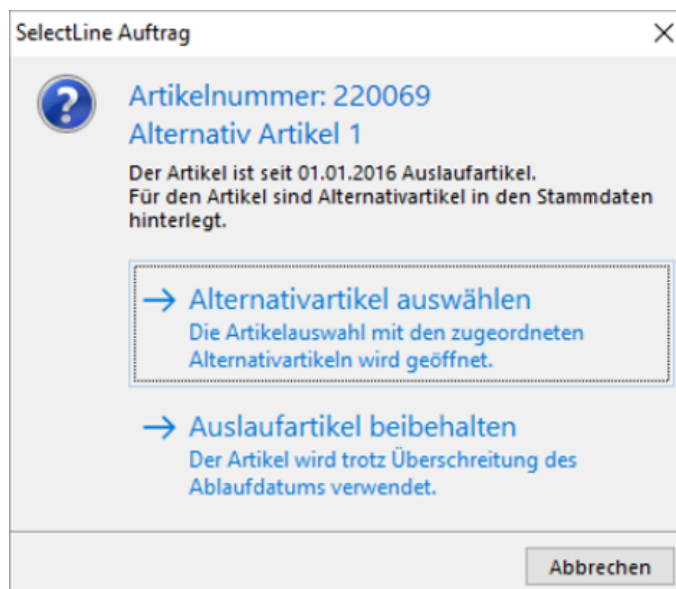 SelectLine Auftrag
Artikelnummer: 220069
Alternativ Artikel 1
Der Artikel ist seit 01.01.2016 Auslaufartikel.
Für den Artikel sind Alternativartikel in den Stammdaten
hinterlegt.
Alternativartikel auswählen
Die Artikelauswahl mit den zugeordneten
Alternativartikeln wird geöffnet.
Auslaufartikel beibehalten
Der Artikel wird trotz Überschreitung des
Ablaufdatums verwendet.
Abbrechen